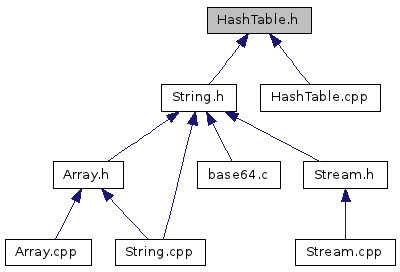 HashTable.h
String.h
HashTable.cpp
Array.h
base64.c
Stream.h
Array.cpp
String.cpp
Stream.cpp